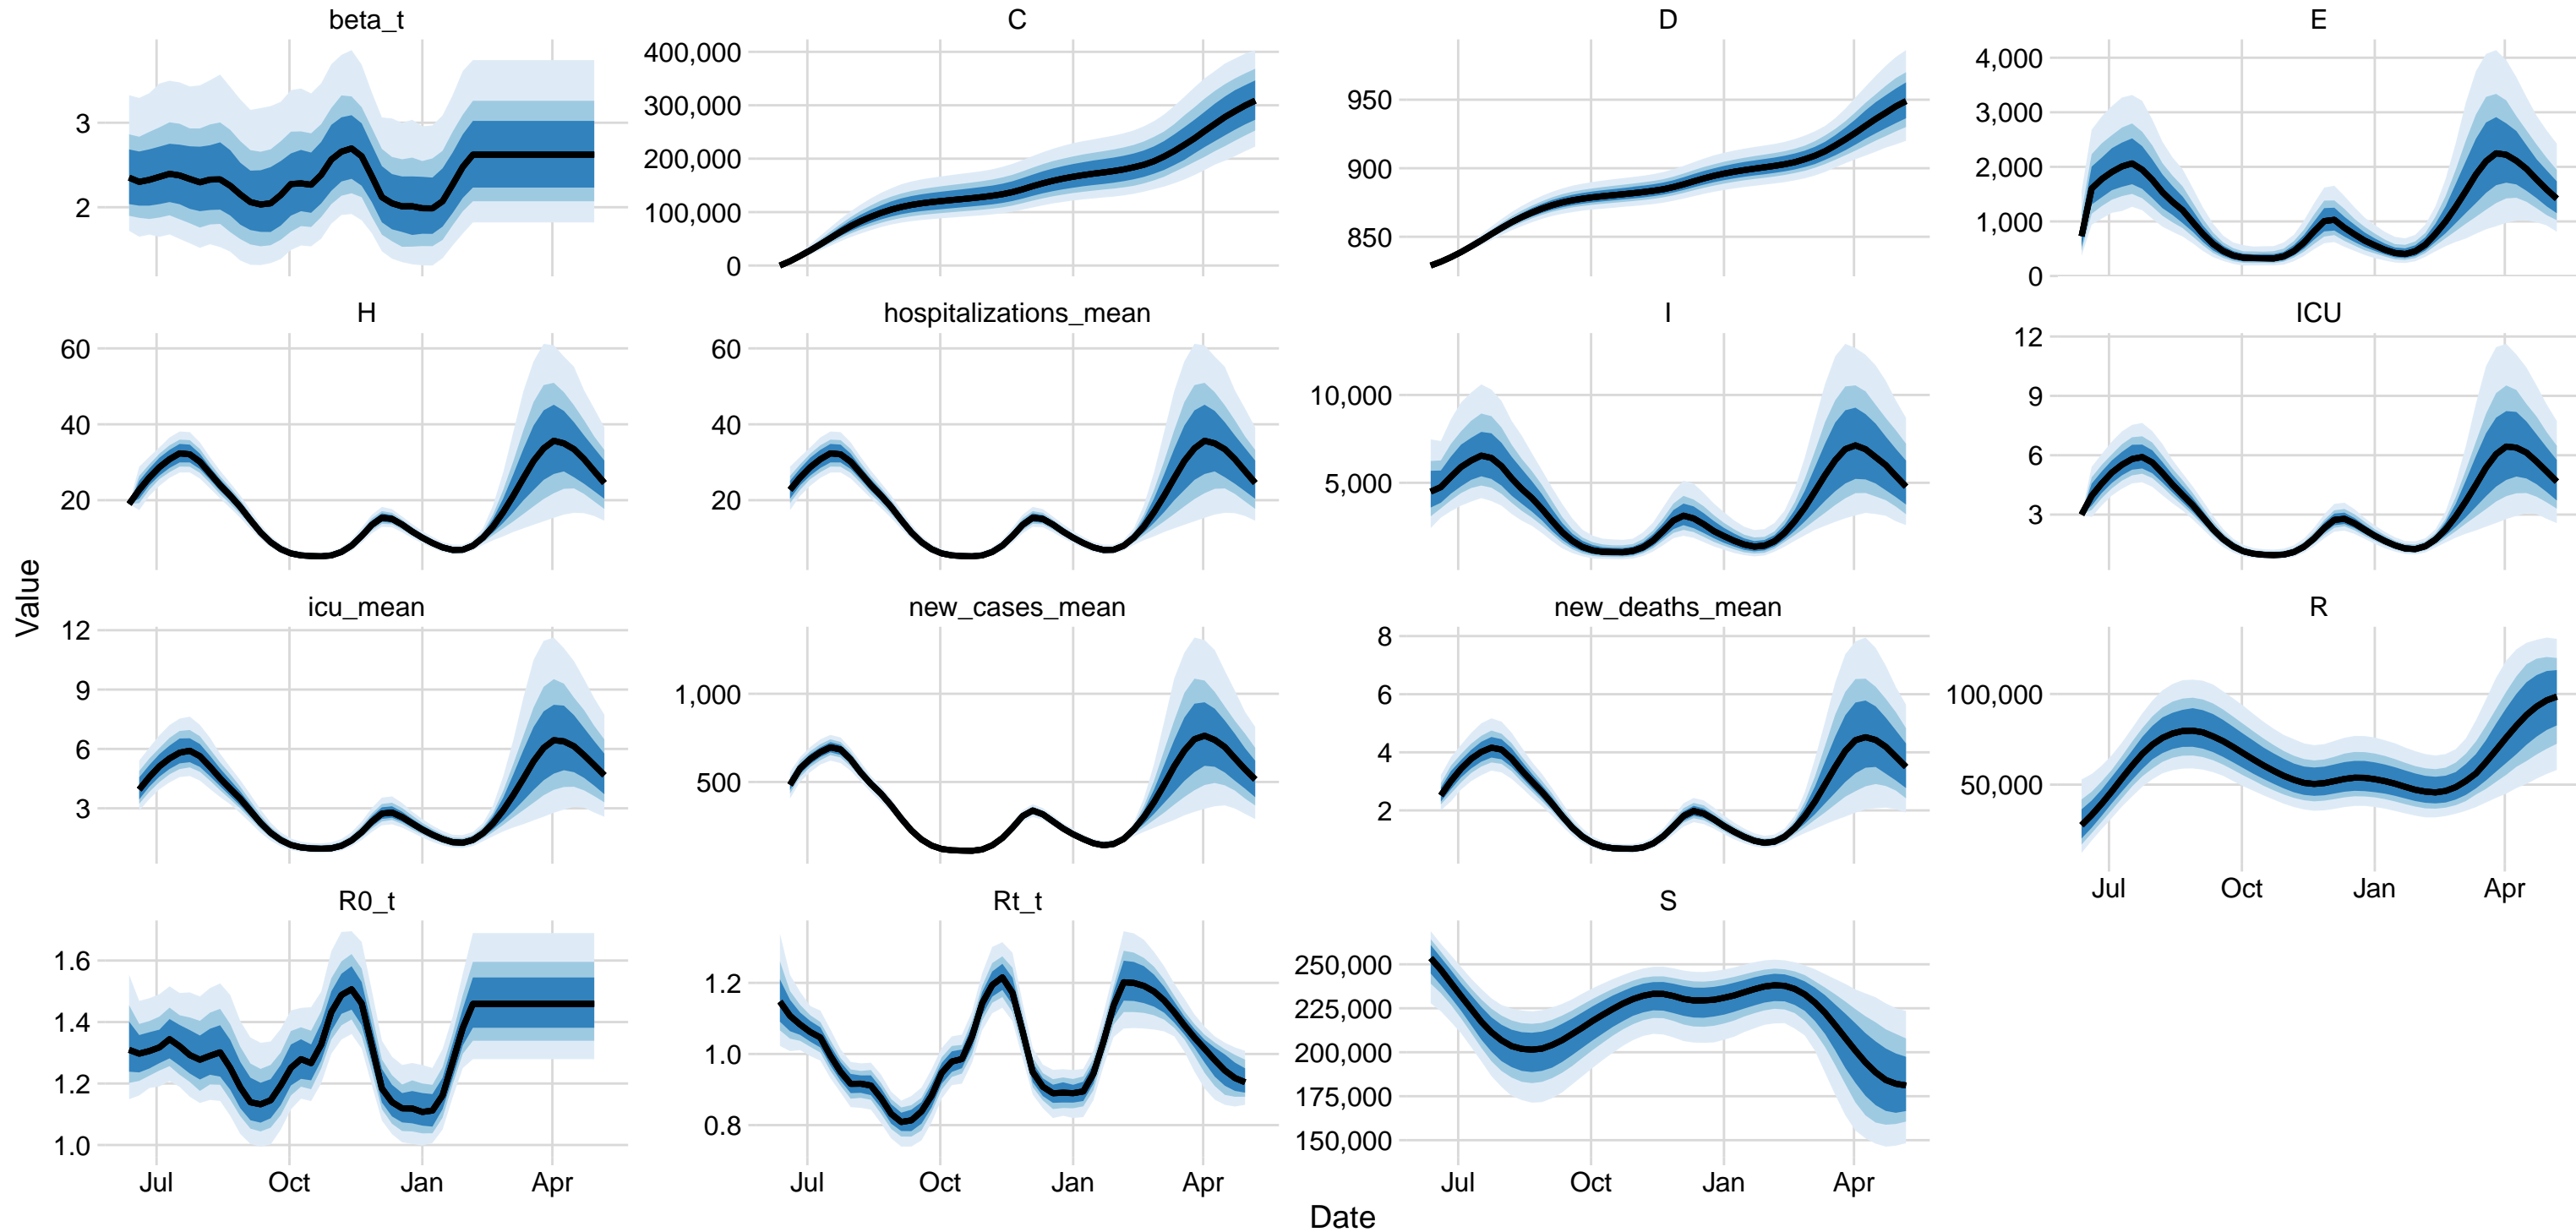 beta_t
C
D
E
3
2
400,000
300,000
200,000
100,000
0
950
900
850
4,000
3,000
2,000
1,000
0
H
hospitalizations_mean
I
ICU
60
40
20
60
40
20
10,000
5,000
12
9
6
3
Value
icu_mean
new_cases_mean
new_deaths_mean
R
12
9
6
3
1,000
500
8
6
4
2
100,000
50,000
Jul Oct Jan Apr
R0_t
Rt_t
S
1.6
1.4
1.2
1.0
1.2
1.0
0.8
250,000
225,000
200,000
175,000
150,000
Jul Oct Jan Apr
Jul Oct Jan Apr
Jul Oct Jan Apr
Date